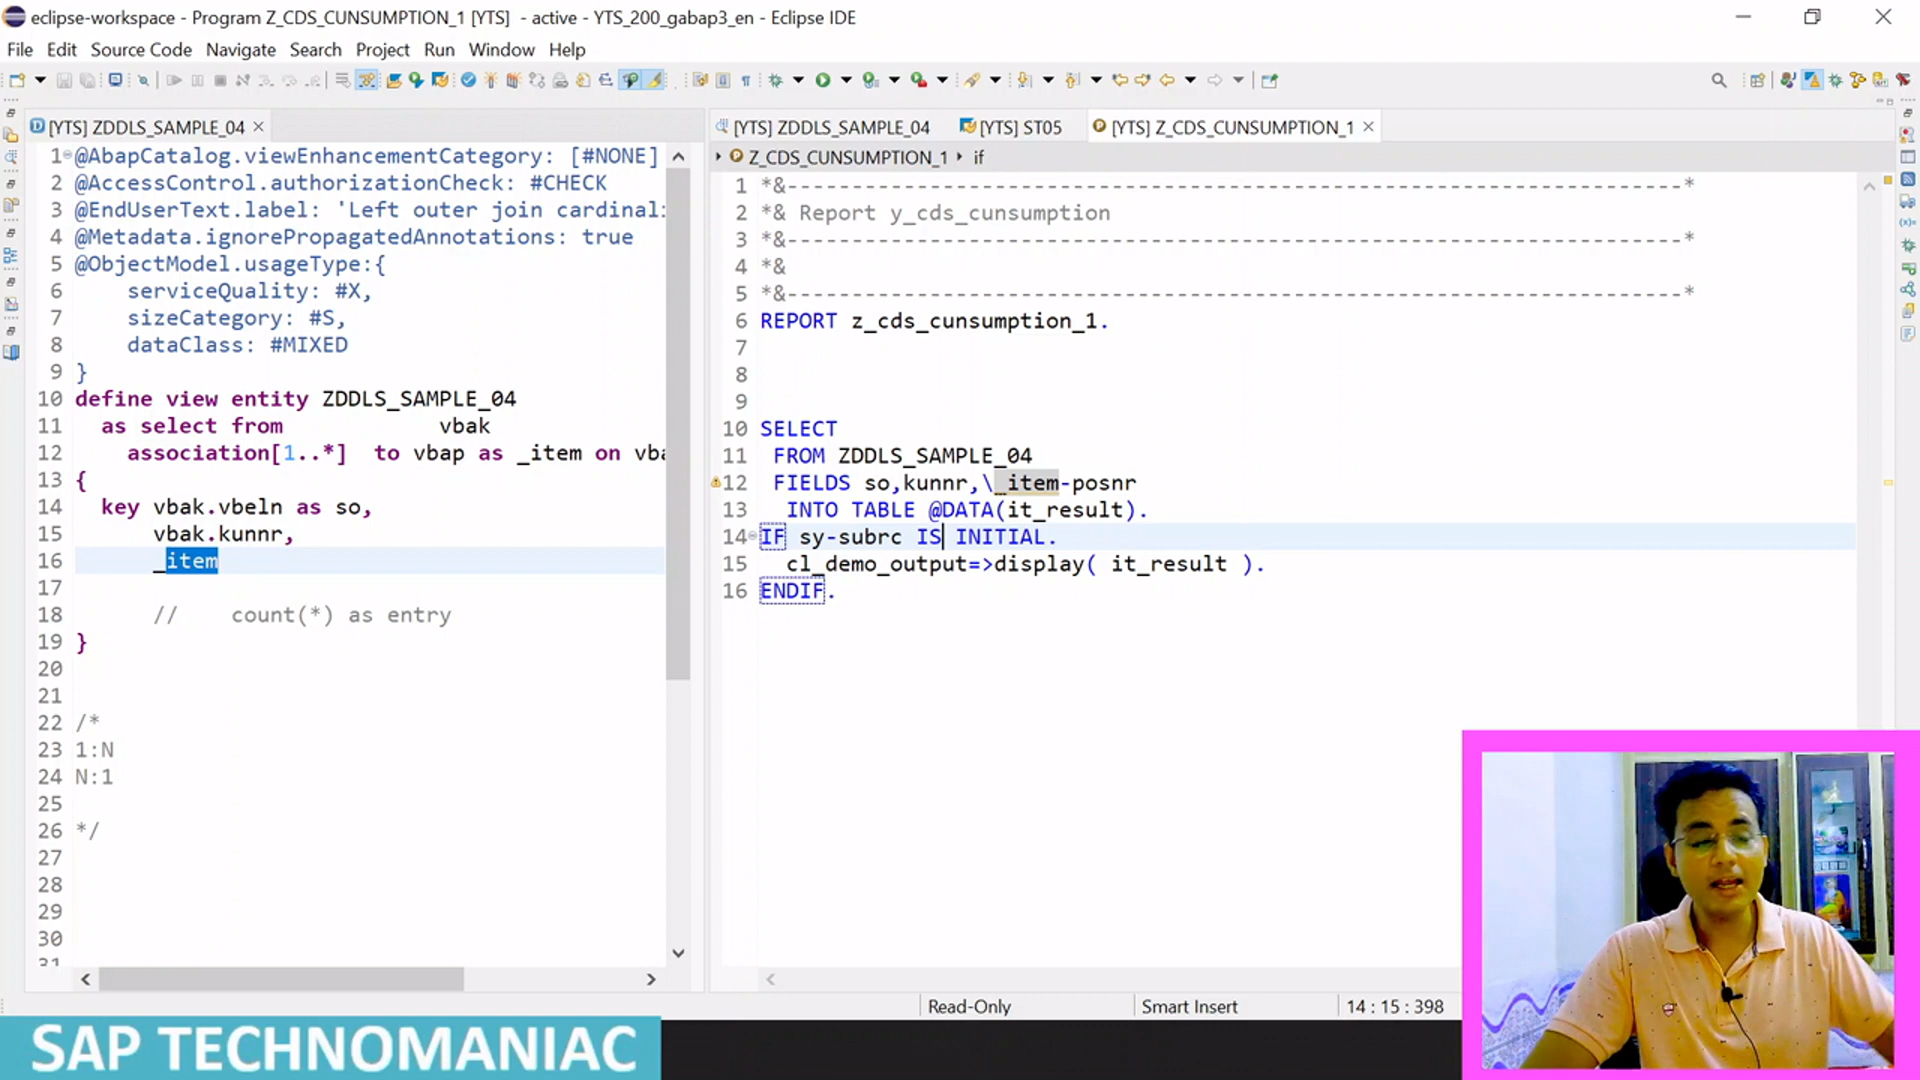 eclipse-workspace - Program Z_CDS_CUNSUMPTION_1 [YTS] - active - YTS_200_gabap3_en - Eclipse IDE
File Edit Source Code Navigate Search Project Run Window Help
[YTS] ZDDLS_SAMPLE_04
1 @AbapCatalog.viewEnhancementCategory: [#NONE]
2 @AccessControl.authorizationCheck: #CHECK
3 @EndUserText.label: 'Left outer join cardinal:
4 @Metadata.ignorePropagatedAnnotations: true
5 @ObjectModel.usageType:{
6 serviceQuality: #X,
7 sizeCategory: #S,
8 dataClass: #MIXED
9 }
10 define view entity ZDDLS_SAMPLE_04
11 as select from vbak
12 association[1..*] to vbap as _item on vba
13 {
14 key vbak.vbeln as so,
15 vbak.kunnr,
16 _item
17
18 // count(*) as entry
19 }
20
21
22 /*
23 1:N
24 N:1
25
26 */
27
28
29
30
31
[YTS] ZDDLS_SAMPLE_04 [YTS] ST05 [YTS] Z_CDS_CUNSUMPTION_1
Z_CDS_CUNSUMPTION_1 if
1 *&---------------------------------------------------------------------*
2 *& Report y_cds_cunsumption
3 *&---------------------------------------------------------------------*
4 *&
5 *&---------------------------------------------------------------------*
6 REPORT z_cds_cunsumption_1.
7
8
9
10 SELECT
11 FROM ZDDLS_SAMPLE_04
12 FIELDS so,kunnr,\_item-posnr
13 INTO TABLE @DATA(it_result).
14 IF sy-subrc IS INITIAL.
15 cl_demo_output=>display( it_result ).
16 ENDIF.
Read-Only Smart Insert 14 : 15 : 398
SAP TECHNOMANIAC